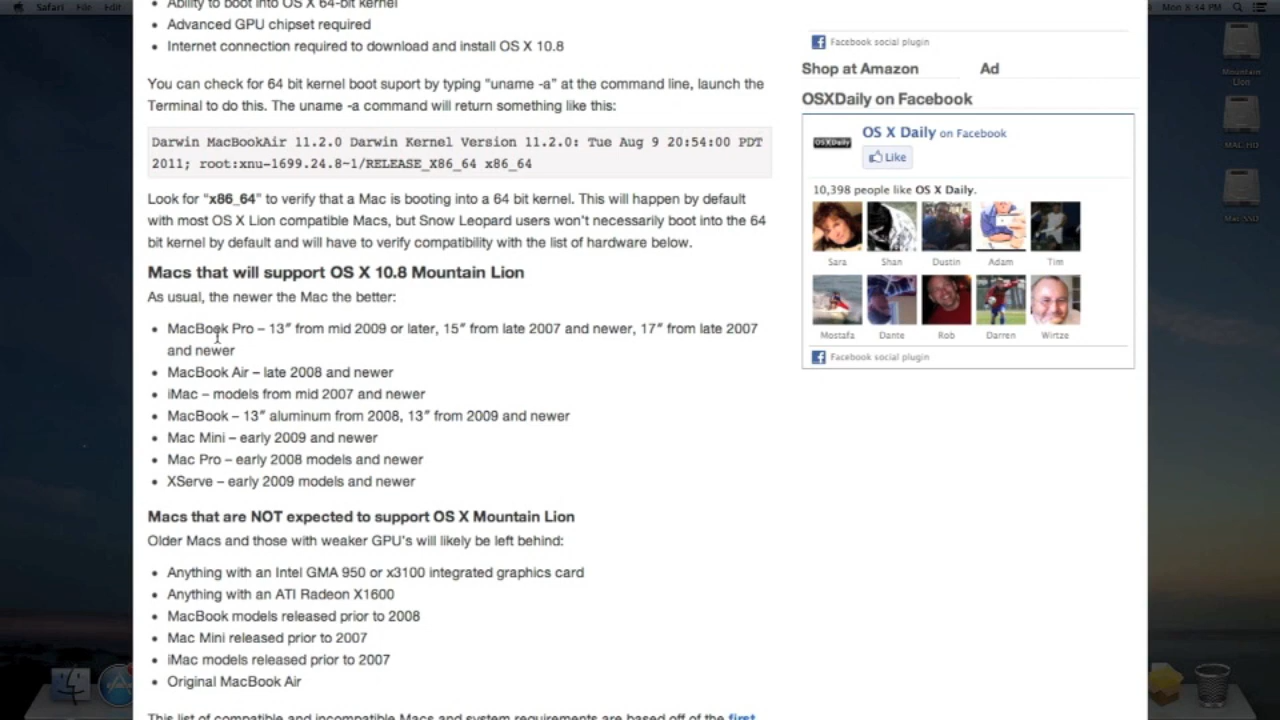 Safari File Edit
Mon 8:34 PM
Ability to boot into OS X 64-bit kernel
Advanced GPU chipset required
Internet connection required to download and install OS X 10.8
You can check for 64 bit kernel boot suport by typing "uname -a" at the command line, launch the
Terminal to do this. The uname -a command will return something like this:
Darwin MacBookAir 11.2.0 Darwin Kernel Version 11.2.0: Tue Aug 9 20:54:00 PDT
2011; root:xnu-1699.24.8~1/RELEASE_X86_64 x86_64
Look for "x86_64" to verify that a Mac is booting into a 64 bit kernel. This will happen by default
with most OS X Lion compatible Macs, but Snow Leopard users won't necessarily boot into the 64
bit kernel by default and will have to verify compatibility with the list of hardware below.
Macs that will support OS X 10.8 Mountain Lion
As usual, the newer the Mac the better:
MacBook Pro – 13″ from mid 2009 or later, 15″ from late 2007 and newer, 17″ from late 2007
and newer
MacBook Air – late 2008 and newer
iMac – models from mid 2007 and newer
MacBook – 13″ aluminum from 2008, 13″ from 2009 and newer
Mac Mini – early 2009 and newer
Mac Pro – early 2008 models and newer
XServe – early 2009 models and newer
Macs that are NOT expected to support OS X Mountain Lion
Older Macs and those with weaker GPU's will likely be left behind:
Anything with an Intel GMA 950 or x3100 integrated graphics card
Anything with an ATI Radeon X1600
MacBook models released prior to 2008
Mac Mini released prior to 2007
iMac models released prior to 2007
Original MacBook Air
This list of compatible and incompatible Macs and system requirements are based off of the first
Facebook social plugin
Shop at Amazon Ad
OSXDaily on Facebook
OSXDaily
OS X Daily on Facebook
Like
10,398 people like OS X Daily.
Sara Shan Dustin Adam Tim
Mostafa Dante Rob Darren Wirtze
Facebook social plugin
Mountain
Lion
MAC HD
Mac SSD